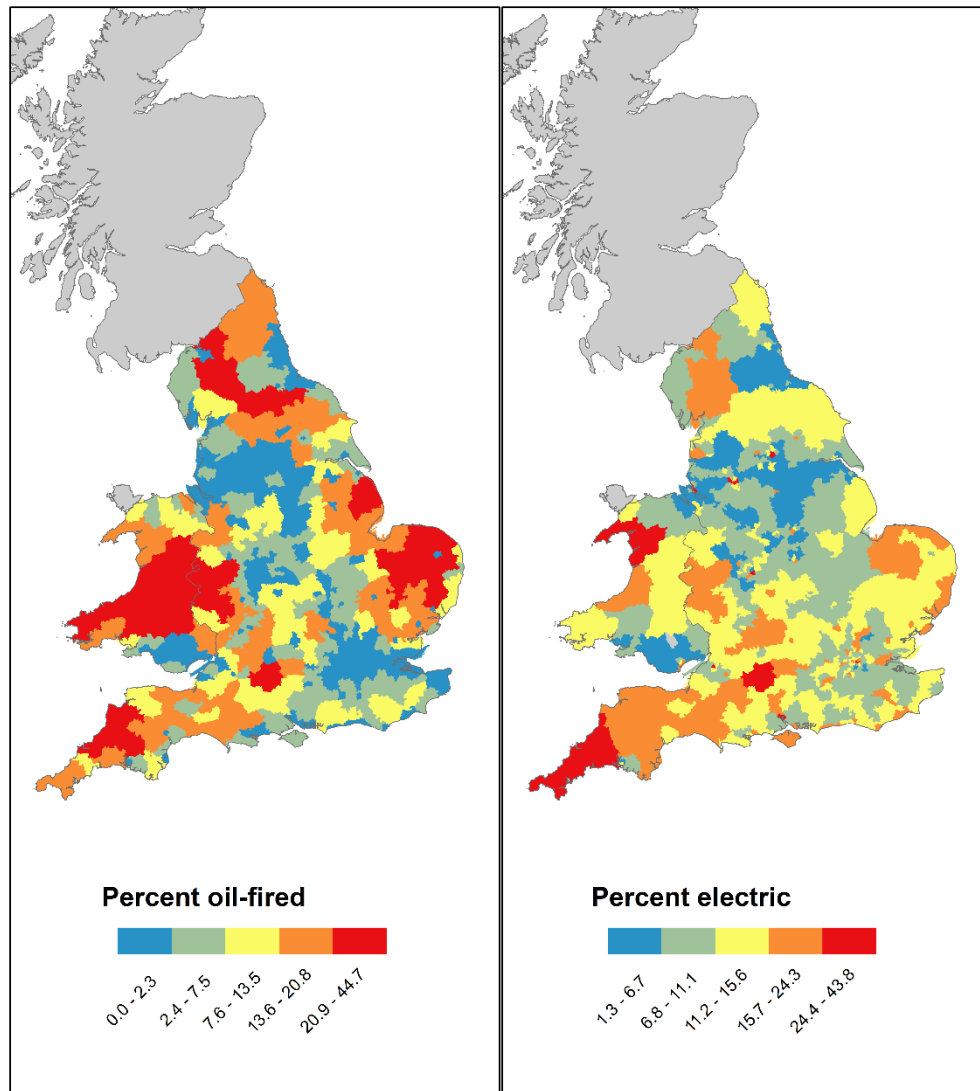 Percent oil-fired
0.0 - 2.3
2.4 - 7.5
7.6 - 13.5
13.6 - 20.8
20.9 - 44.7
Percent electric
1.3 - 6.7
6.8 - 11.1
11.2 - 15.6
15.7 - 24.3
24.4 - 43.8